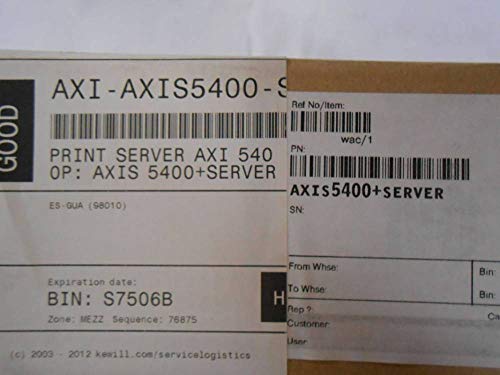 GOOD
AXI-AXIS5400-S
PRINT SERVER AXI 540
OP: AXIS 5400+SERVER
ES-GUA (98010)
Expiration date:
BIN: S7506B
Zone: MEZZ Sequence: 76875
H
(c) 2003 - 2012 kewill.com/servicelogistics
Ref No/Item:
wac/1
PN:
AXIS5400+SERVER
SN:
From Whse:
Bin:
To Whse:
Bin:
Rep ?
Ca
Customer:
User